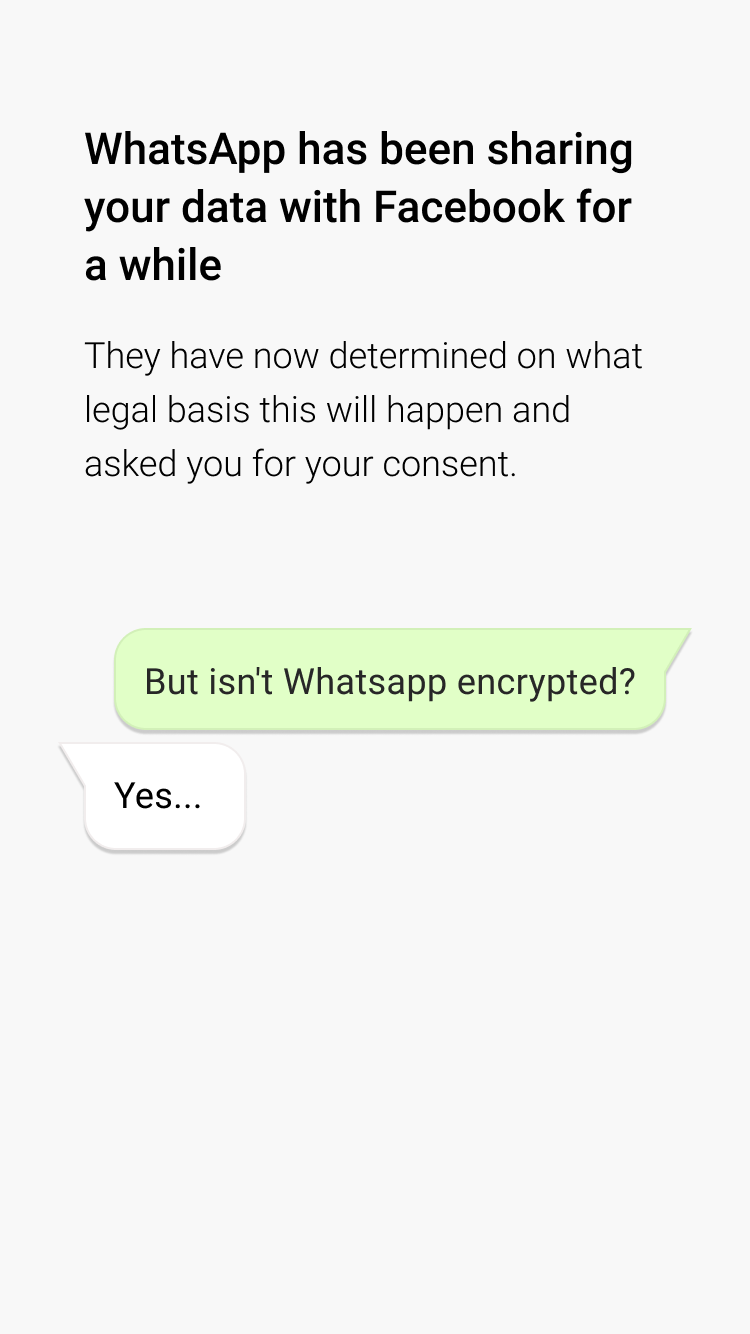 WhatsApp has been sharing
your data with Facebook for
a while
They have now determined on what
legal basis this will happen and
asked you for your consent.
But isn't Whatsapp encrypted?
Yes...